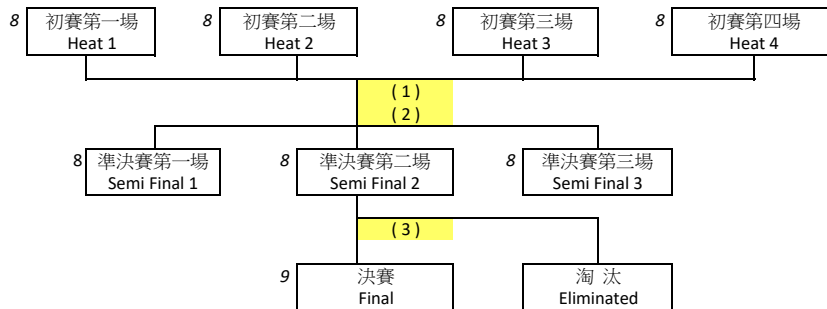 8 初賽第一場 8 初賽第二場 8 初賽第三場 8 初賽第四場
Heat 1 Heat 2 Heat 3 Heat 4
( 1 )
( 2 )
8 準決賽第一場 8 準決賽第二場 8 準決賽第三場
Semi Final 1 Semi Final 2 Semi Final 3
( 3 )
9 決賽 淘 汰
Final Eliminated